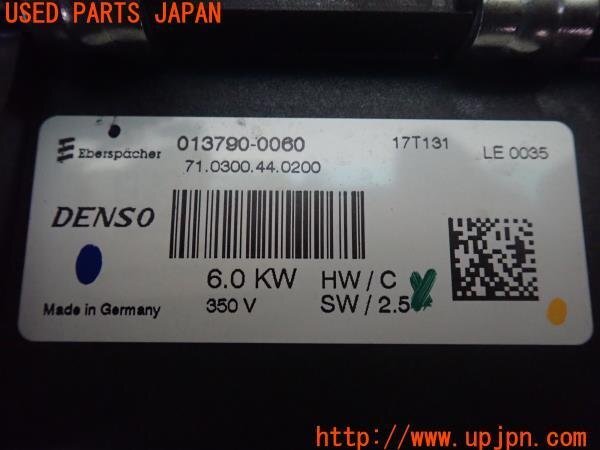 USED PARTS JAPAN
Eberspächer
013790-0060
17T131
LE 0035
71.0300.44.0200
DENSO
6.0 KW
HW / C
350 V
SW / 2.5
Made in Germany
http://www.upjpn.com/